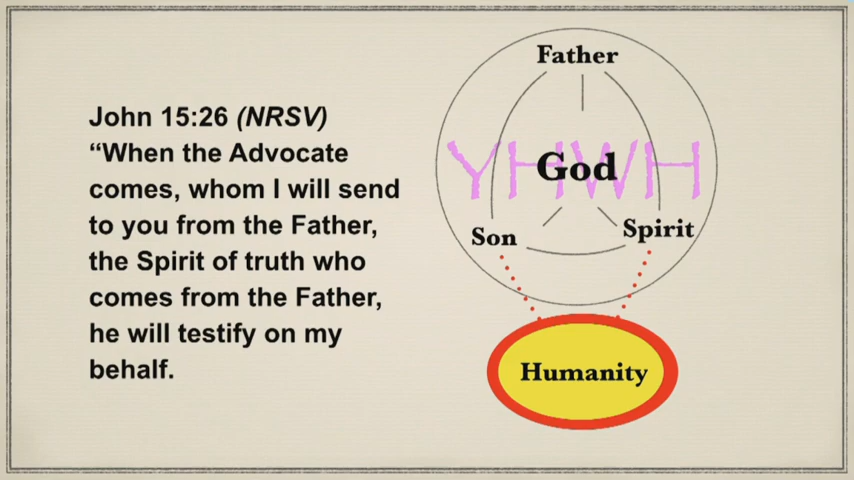 John 15:26 (NRSV)
“When the Advocate
comes, whom I will send
to you from the Father,
the Spirit of truth who
comes from the Father,
he will testify on my
behalf.
Father
YHWH
God
Son
Spirit
Humanity